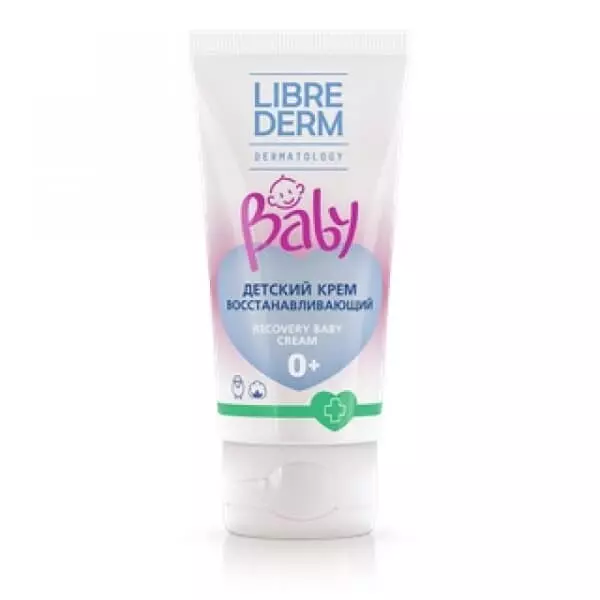 LIBRE
DERM
DERMATOLOGY
Baby
ДЕТСКИЙ КРЕМ
ВОССТАНАВЛИВАЮЩИЙ
RECOVERY BABY
CREAM
0+